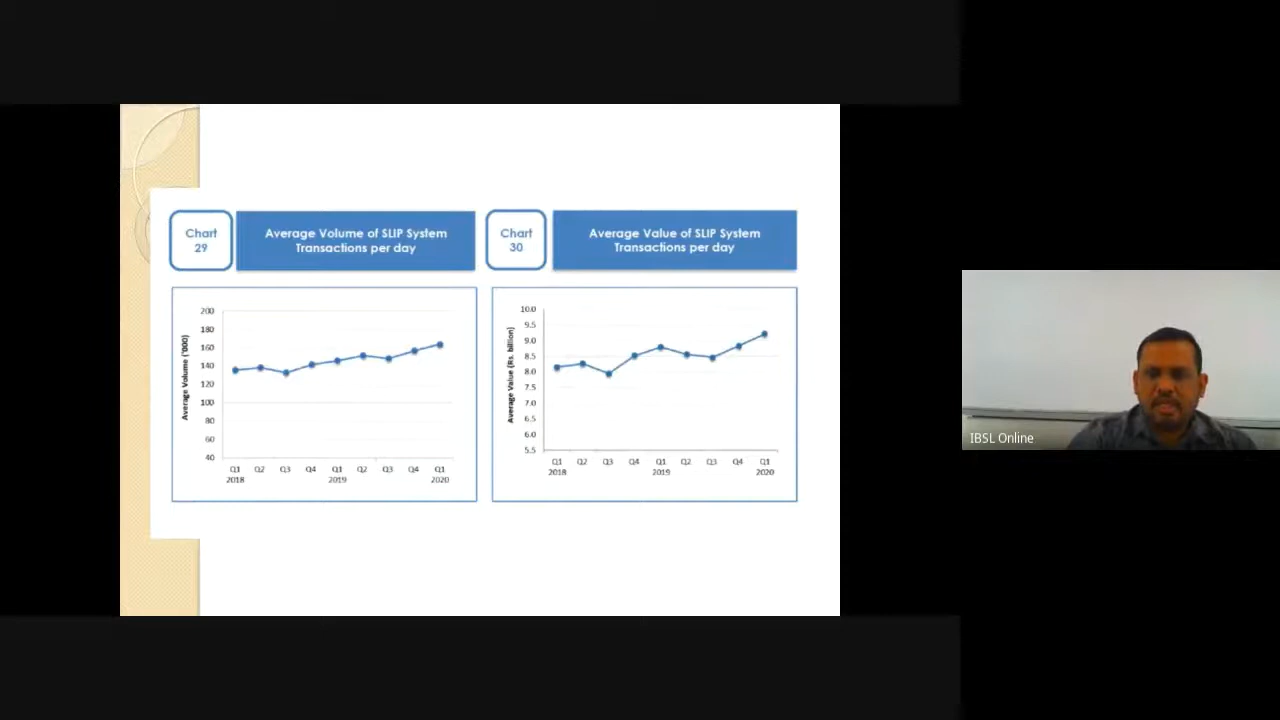 Chart
29
Average Volume of SLIP System
Transactions per day
Chart
30
Average Value of SLIP System
Transactions per day
Average Volume ('000)
200
180
160
140
120
100
80
60
40
Q1 Q2 Q3 Q4 Q1 Q2 Q3 Q4 Q1
2018 2019 2020
Average Value (Rs. billion)
10.0
9.5
9.0
8.5
8.0
7.5
7.0
6.5
6.0
5.5
Q1 Q2 Q3 Q4 Q1 Q2 Q3 Q4 Q1
2018 2019 2020
IBSL Online